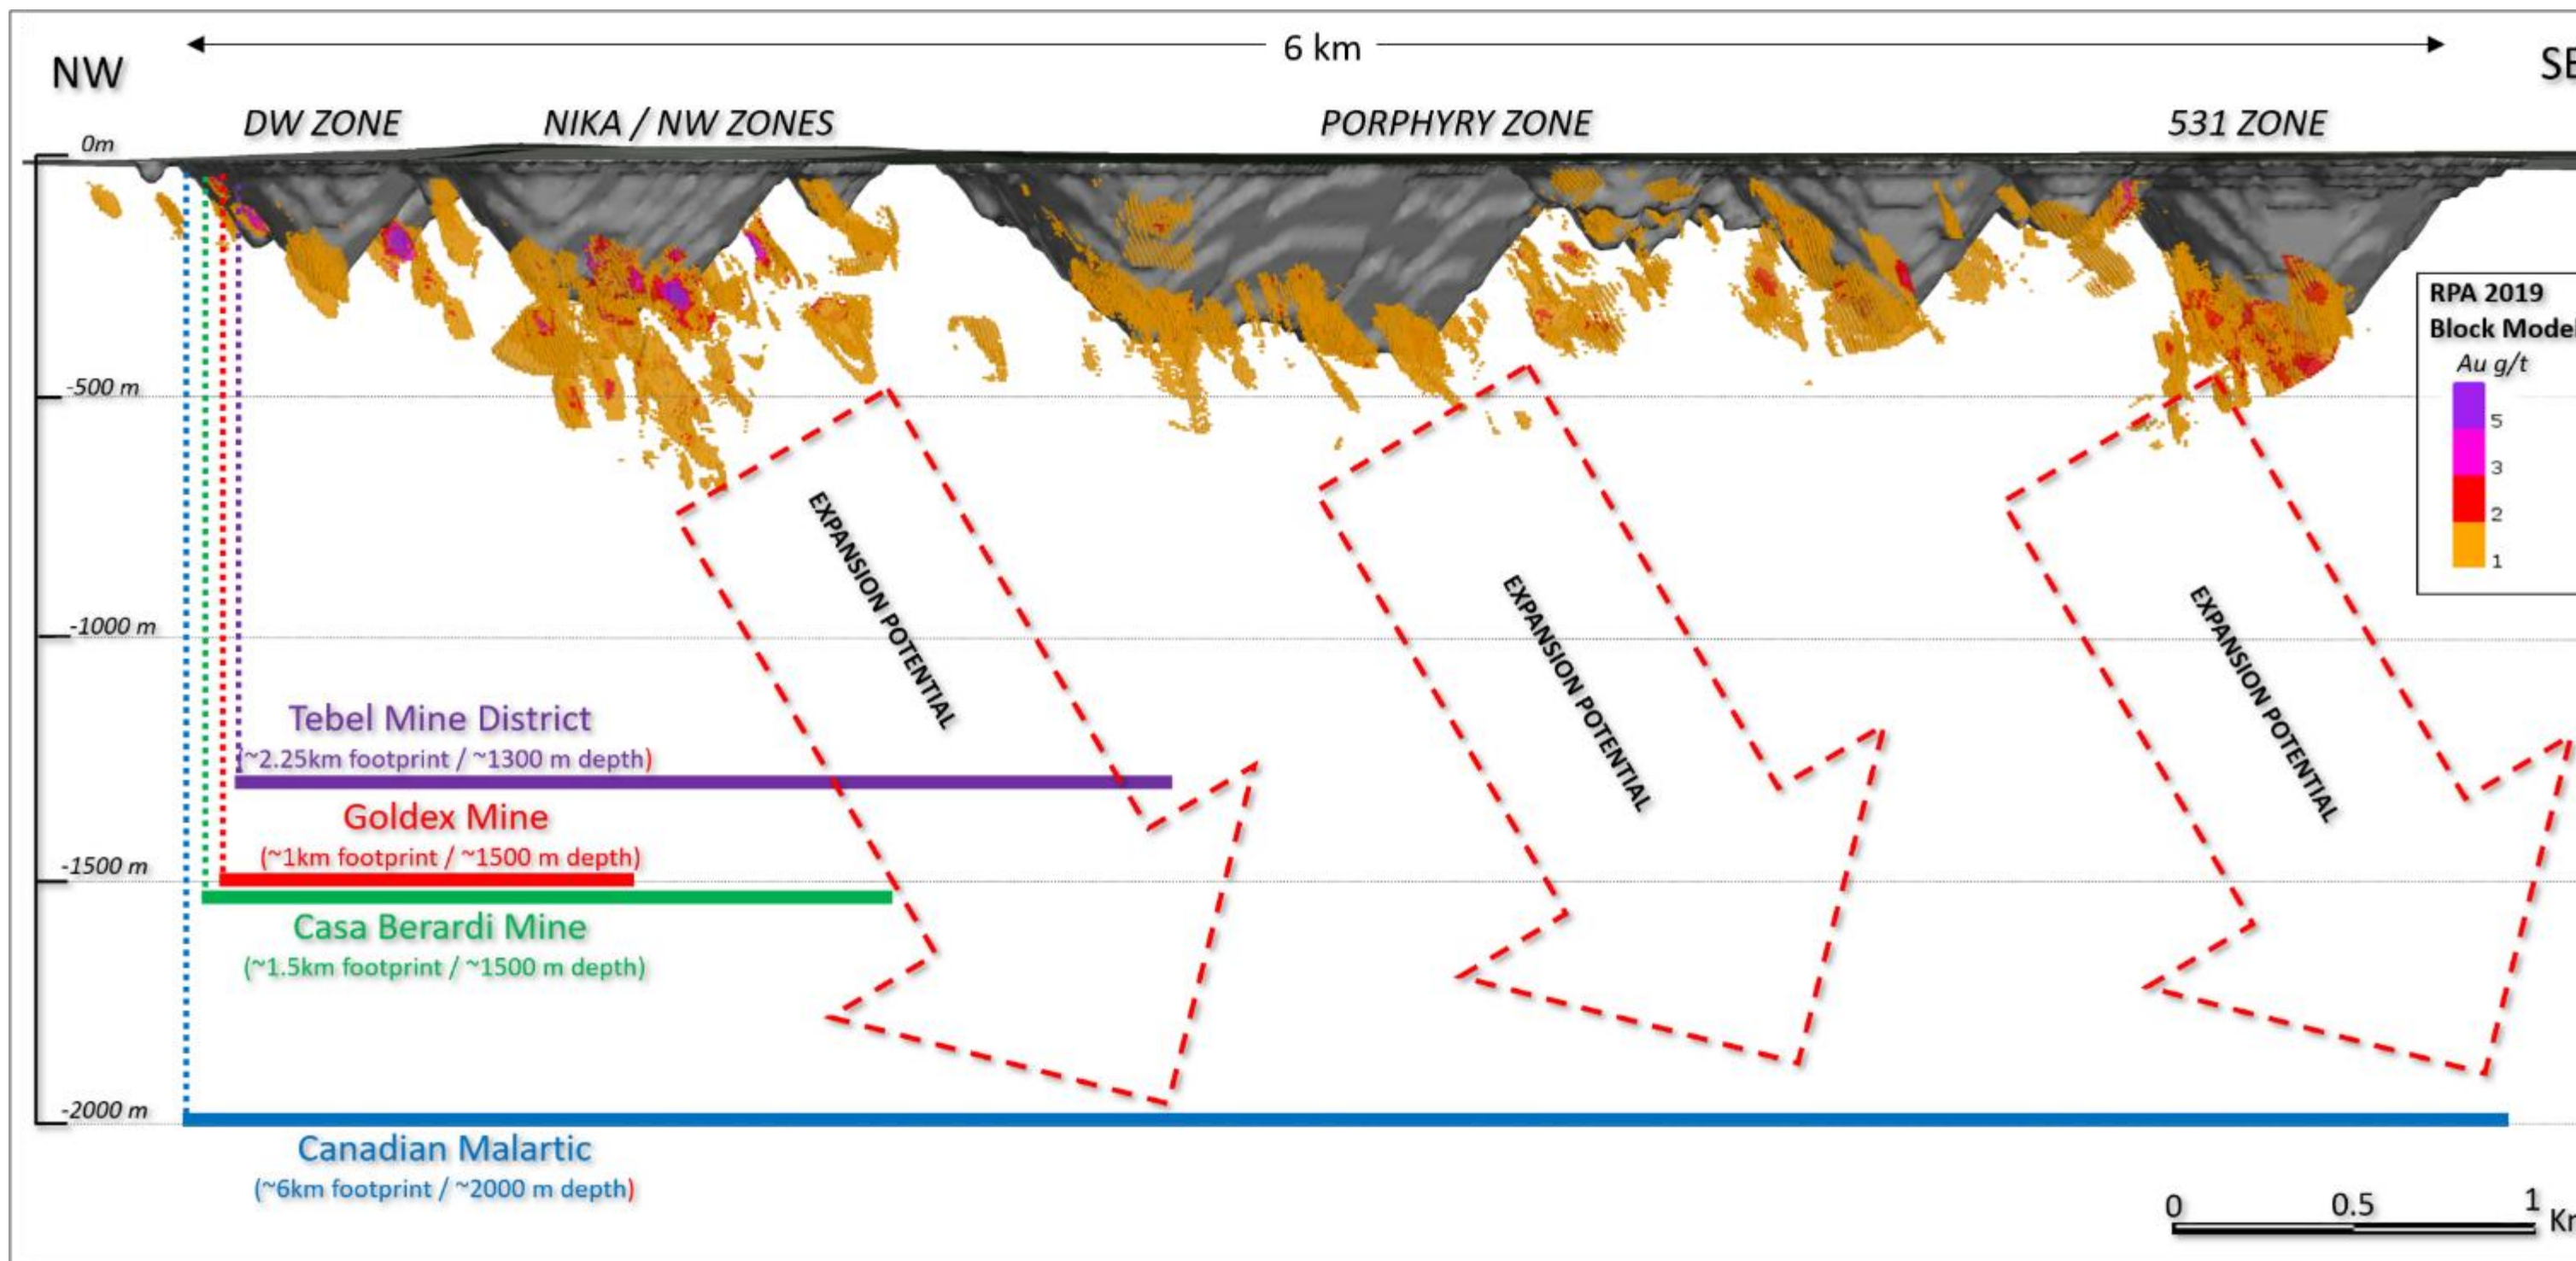 6 km
NW
SE
DW ZONE
NIKA / NW ZONES
PORPHYRY ZONE
531 ZONE
0m
RPA 2019
Block Model
Au g/t
5
3
2
1
-500 m
EXPANSION POTENTIAL
EXPANSION POTENTIAL
EXPANSION POTENTIAL
-1000 m
Tebel Mine District
(~2.25km footprint / ~1300 m depth)
Goldex Mine
(~1km footprint / ~1500 m depth)
-1500 m
Casa Berardi Mine
(~1.5km footprint / ~1500 m depth)
-2000 m
Canadian Malartic
(~6km footprint / ~2000 m depth)
0 0.5 1